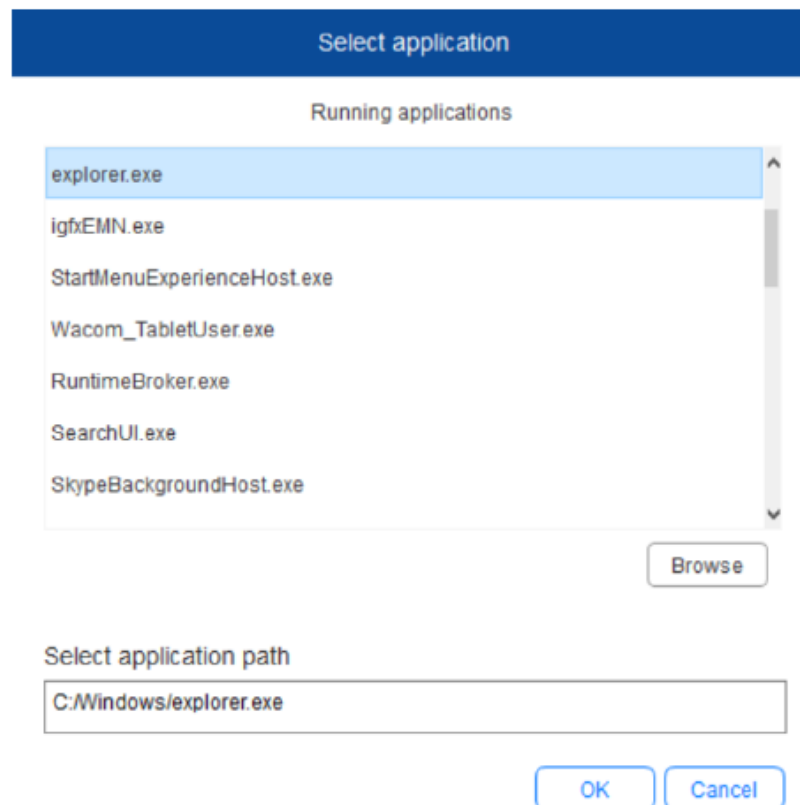 Select application
Running applications
explorer.exe
igfxEMN.exe
StartMenuExperienceHost.exe
Wacom_TabletUser.exe
RuntimeBroker.exe
SearchUI.exe
SkypeBackgroundHost.exe
Browse
Select application path
C:/Windows/explorer.exe
OK Cancel